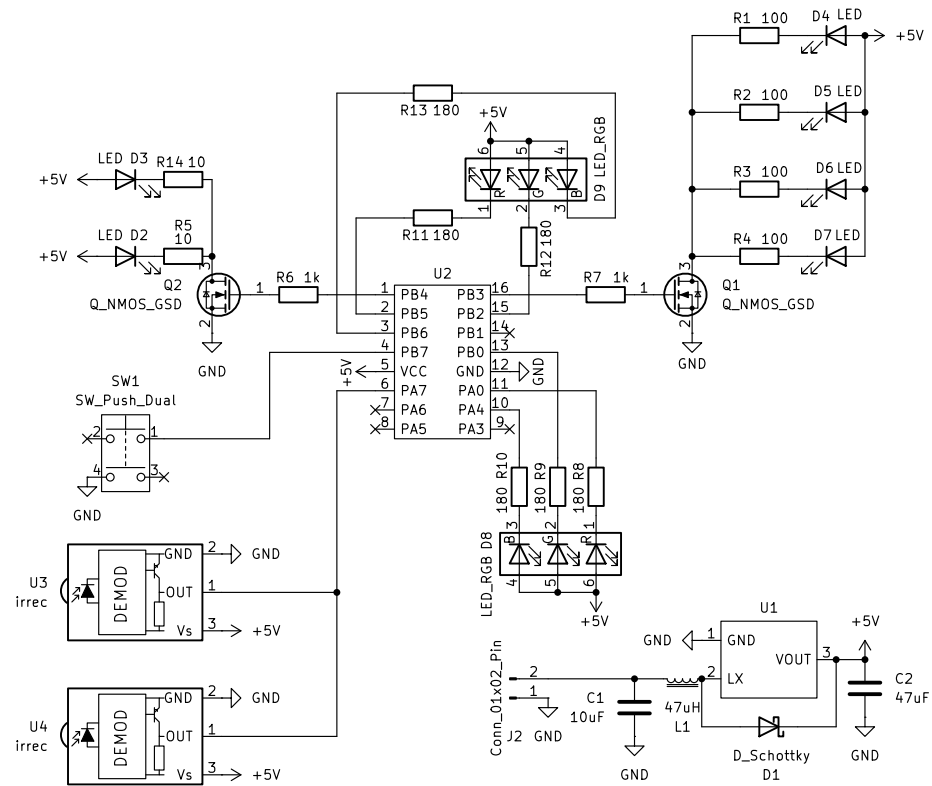 R1 100
D4 LED
+5V
R2 100
D5 LED
R3 100
D6 LED
R4 100
D7 LED
R13 180
+5V
6
5
4
R
G
B
1
2
3
D9 LED_RGB
LED D3
R14 10
+5V
R11 180
R12 180
LED D2
R5
10
+5V
3
Q2
Q_NMOS_GSD
1
R6 1k
2
GND
U2
R7 1k
1
3
Q1
Q_NMOS_GSD
2
GND
1 PB4 PB3 16
2 PB5 PB2 15
3 PB6 PB1 14
4 PB7 PB0 13
+5V 5 VCC GND 12 GND
6 PA7 PA0 11
7 PA6 PA4 10
8 PA5 PA3 9
SW1
SW_Push_Dual
2
1
4
3
GND
180 R10
180 R9
180 R8
B 3
G 2
R 1
LED_RGB D8
4
5
6
+5V
U3
irrec
DEMOD
GND 2 GND
OUT 1
Vs 3 +5V
U4
irrec
DEMOD
GND 2 GND
OUT 1
Vs 3 +5V
Conn_01x02_Pin
J2
2
1
GND
C1
10uF
GND
47uH
L1
U1
GND 1 GND
2 LX
VOUT 3
+5V
C2
47uF
GND
D_Schottky
D1